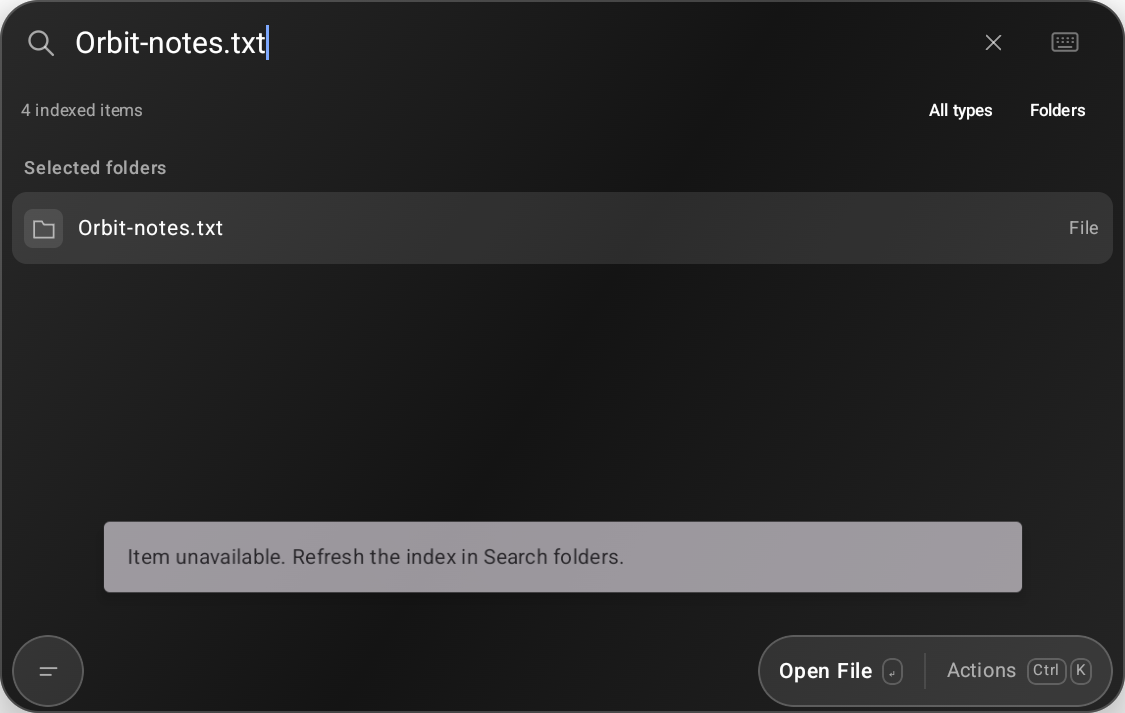 Orbit-notes.txt
4 indexed items
All types
Folders
Selected folders
Orbit-notes.txt
File
Item unavailable. Refresh the index in Search folders.
Open File
Actions
Ctrl
K